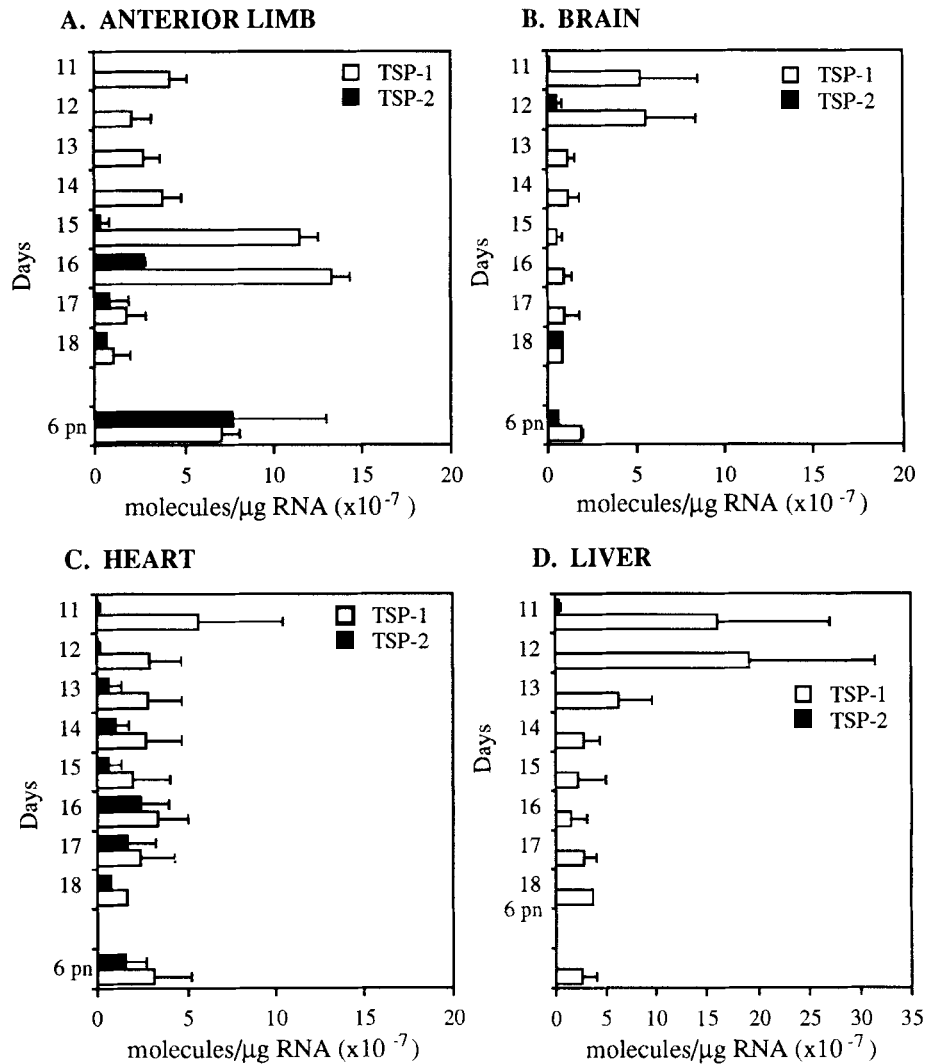 A. ANTERIOR LIMB
TSP-1
TSP-2
Days
11
12
13
14
15
16
17
18
6 pn
0 5 10 15 20
molecules/μg RNA (x10⁻⁷ )
B. BRAIN
TSP-1
TSP-2
Days
11
12
13
14
15
16
17
18
6 pn
0 5 10 15 20
molecules/μg RNA (x10⁻⁷ )
C. HEART
TSP-1
TSP-2
Days
11
12
13
14
15
16
17
18
6 pn
0 5 10 15 20
molecules/μg RNA (x10⁻⁷ )
D. LIVER
TSP-1
TSP-2
Days
11
12
13
14
15
16
17
18
6 pn
0 5 10 15 20 25 30 35
molecules/μg RNA (x10⁻⁷ )